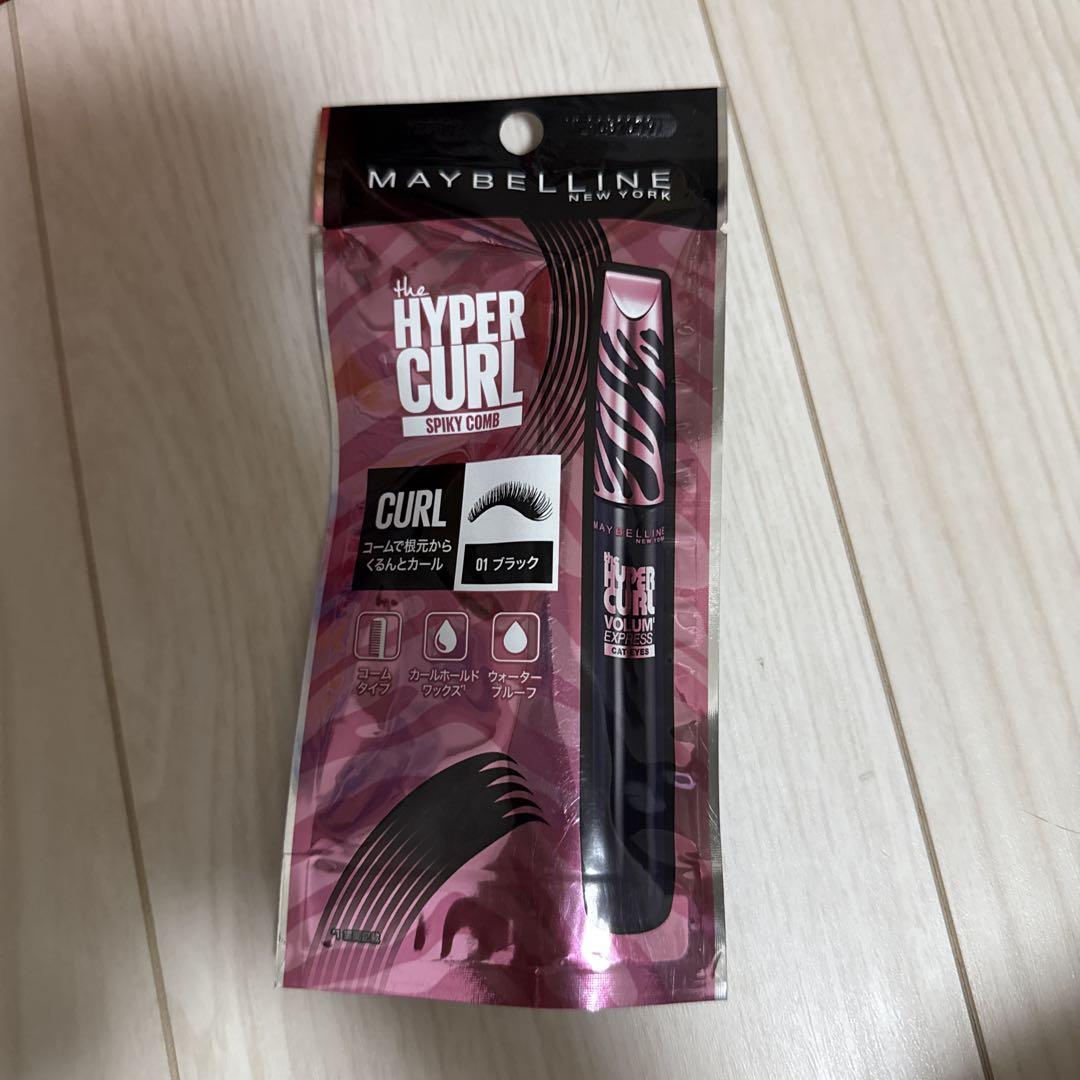 MAYBELLINE
NEW YORK
the
HYPER
CURL
SPIKY COMB
CURL
コームで根元から
くるんとカール
01 ブラック
コーム
タイプ
カールホールド
ワックス*1
ウォーター
プルーフ
MAYBELLINE
NEW YORK
the
HYPER
CURL
VOLUM'
EXPRESS
CAT EYES